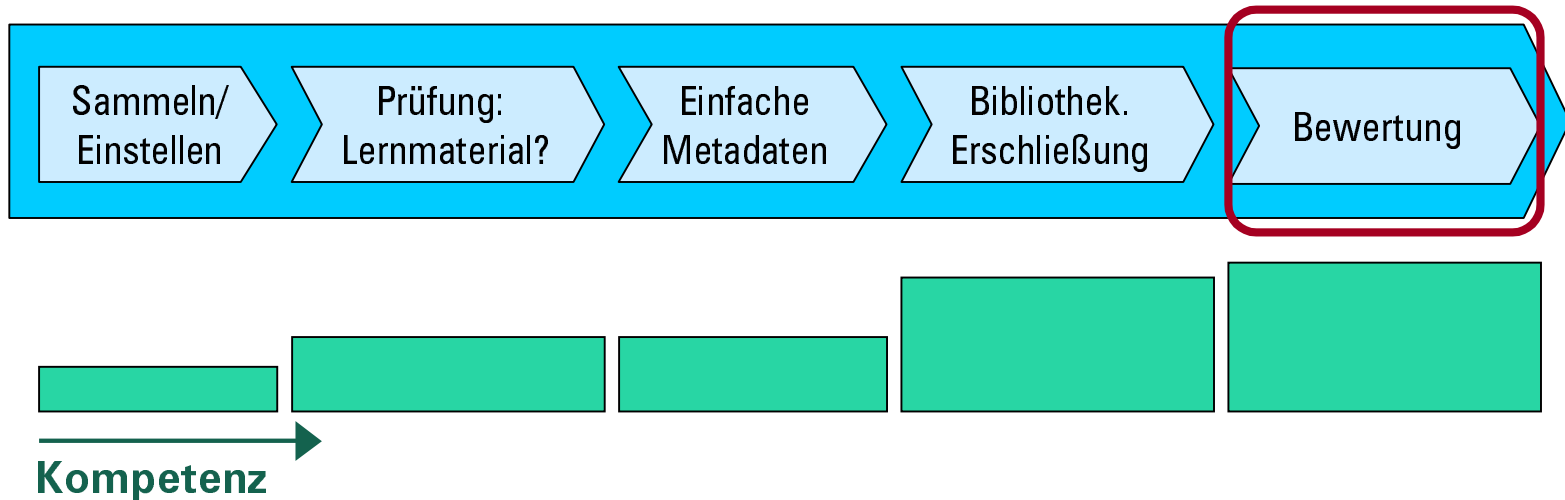 Sammeln/
Einstellen
Prüfung:
Lernmaterial?
Einfache
Metadaten
Bibliothek.
Erschließung
Bewertung
Kompetenz